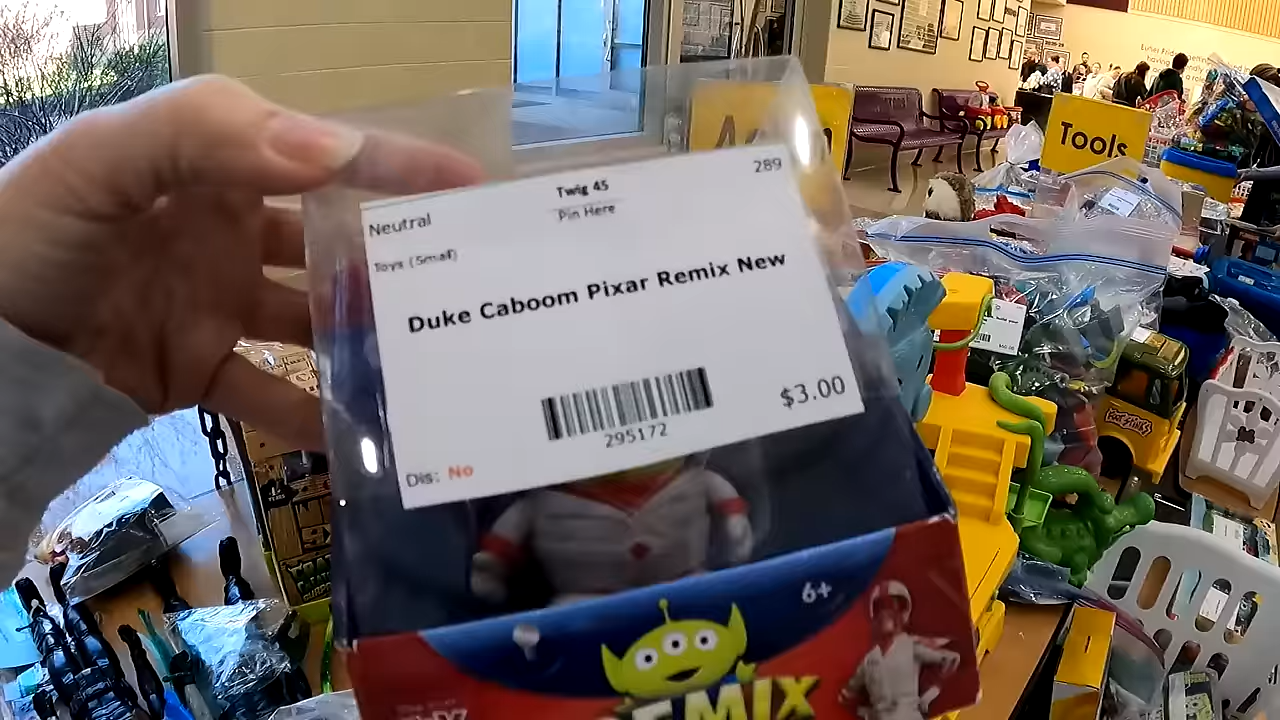 289
Twig 45
Pin Here
Neutral
Toys (Small)
Duke Caboom Pixar Remix New
$3.00
295172
Dis: No
6+
REMIX
Tools